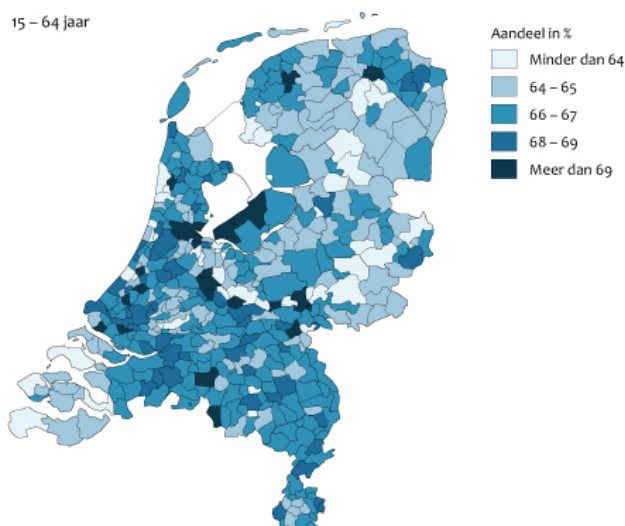 15 – 64 jaar
Aandeel in %
Minder dan 64
64 – 65
66 – 67
68 – 69
Meer dan 69